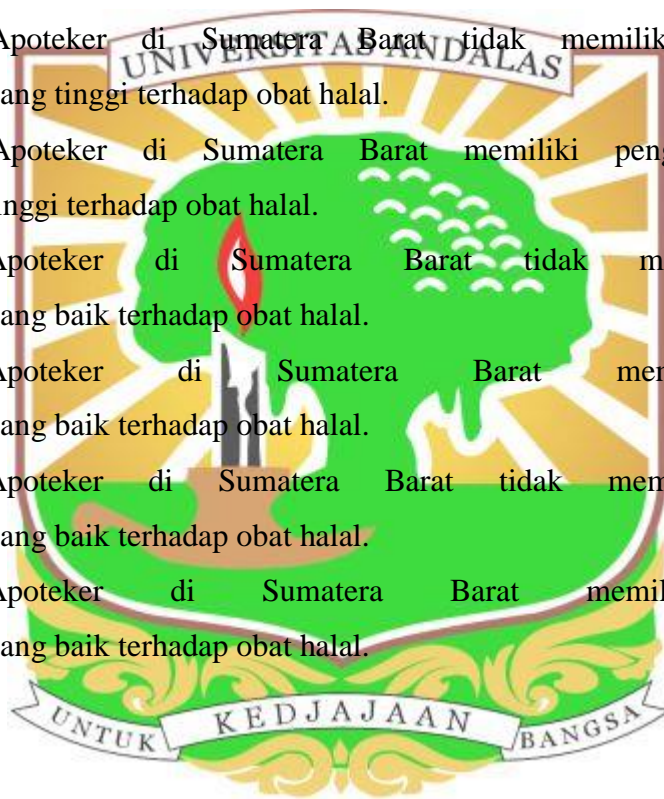 UNIVERSITAS ANDALAS
Apoteker di Sumatera Barat tidak memilik
ang tinggi terhadap obat halal.
Apoteker di Sumatera Barat memiliki peng
inggi terhadap obat halal.
Apoteker di Sumatera Barat tidak m
ang baik terhadap obat halal.
Apoteker di Sumatera Barat mem
ang baik terhadap obat halal.
Apoteker di Sumatera Barat tidak mem
ang baik terhadap obat halal.
Apoteker di Sumatera Barat memil
ang baik terhadap obat halal.
UNTUK KEDJAJAAN BANGSA